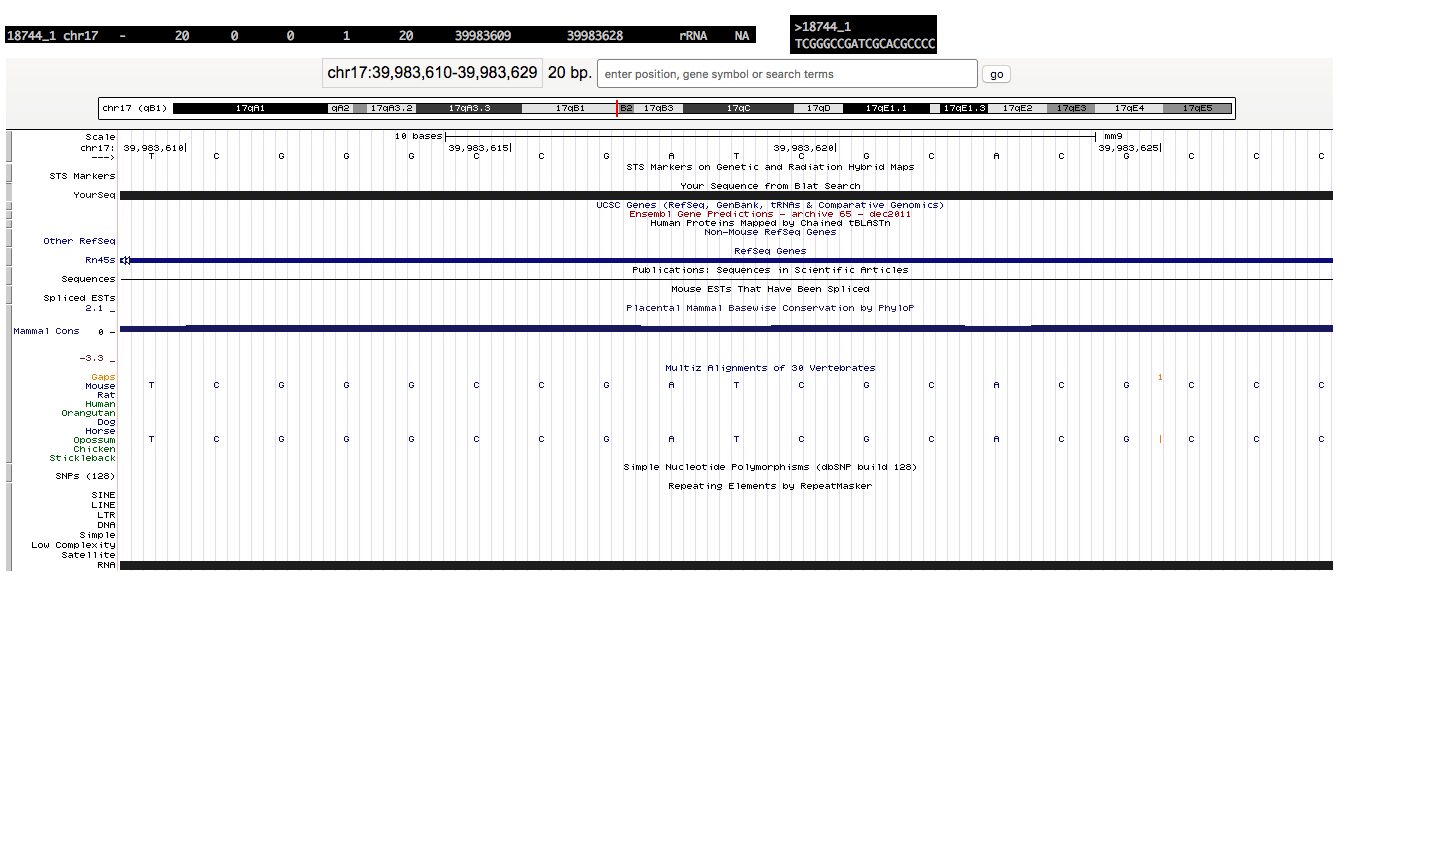 18744_1 chr17 - 20 0 0 1 20 39983609 39983628 rRNA NA
>18744_1
TCGGGCCGATCGCACGCCCC
chr17:39,983,610-39,983,629 20 bp. enter position, gene symbol or search terms go
chr17 (qB1) 17qA1 qA2 17qA3.2 17qA3.3 17qB1 B2 17qB3 17qC 17qD 17qE1.1 17qE1.3 17qE2 17qE3 17qE4 17qE5
Scale 10 bases mm9
chr17: 39,983,610| 39,983,615| 39,983,620| 39,983,625|
---> T C G G G C C G A T C G C A C G C C C
STS Markers on Genetic and Radiation Hybrid Maps
STS Markers
Your Sequence from Blat Search
YourSeq
UCSC Genes (RefSeq, GenBank, tRNAs & Comparative Genomics)
Ensembl Gene Predictions - archive 65 - dec2011
Human Proteins Mapped by Chained tBLASTn
Non-Mouse RefSeq Genes
Other RefSeq
RefSeq Genes
Rn45s
Publications: Sequences in Scientific Articles
Sequences
Mouse ESTs That Have Been Spliced
Spliced ESTs
2.1 _
Placental Mammal Basewise Conservation by PhyloP
Mammal Cons 0 -
-3.3 _
Multiz Alignments of 30 Vertebrates
Gaps 1
Mouse T C G G G C C G A T C G C A C G C C C
Rat
Human
Orangutan
Dog
Horse
Opossum T C G G G C C G A T C G C A C G | C C C
Chicken
Stickleback
Simple Nucleotide Polymorphisms (dbSNP build 128)
SNPs (128)
Repeating Elements by RepeatMasker
SINE
LINE
LTR
DNA
Simple
Low Complexity
Satellite
RNA